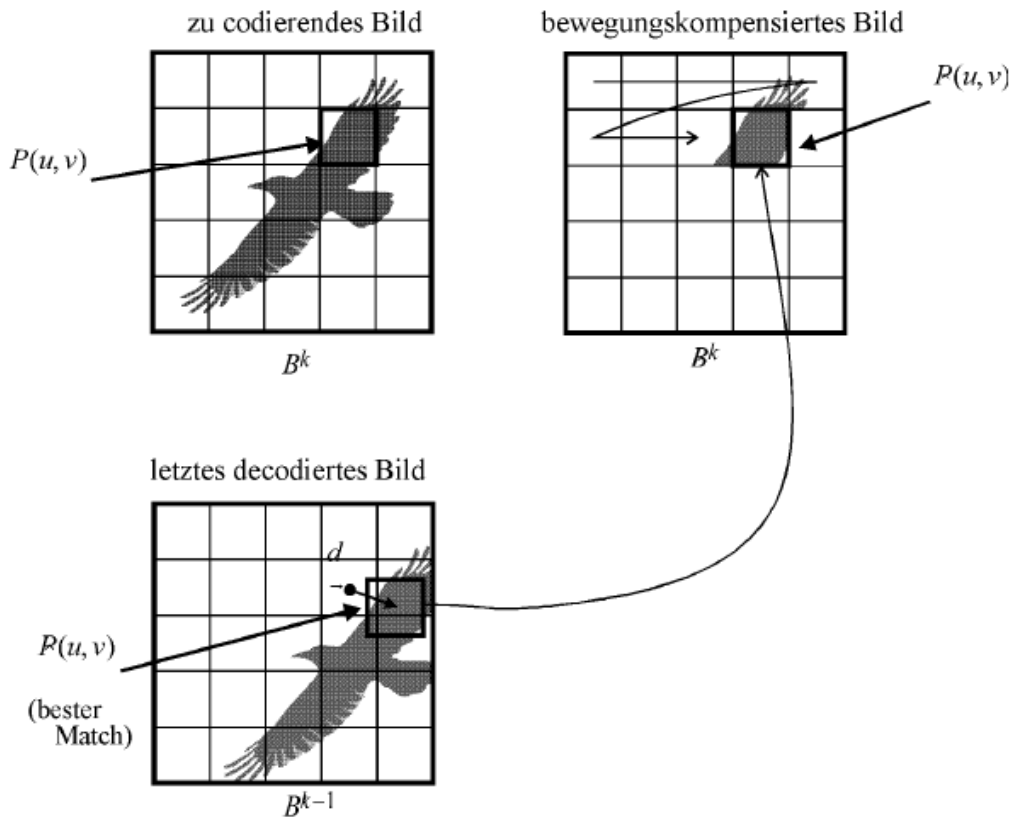 zu codierendes Bild
bewegungskompensiertes Bild
P(u, v)
P(u, v)
B^k
B^k
letztes decodiertes Bild
d
P(u, v)
(bester
Match)
B^{k−1}